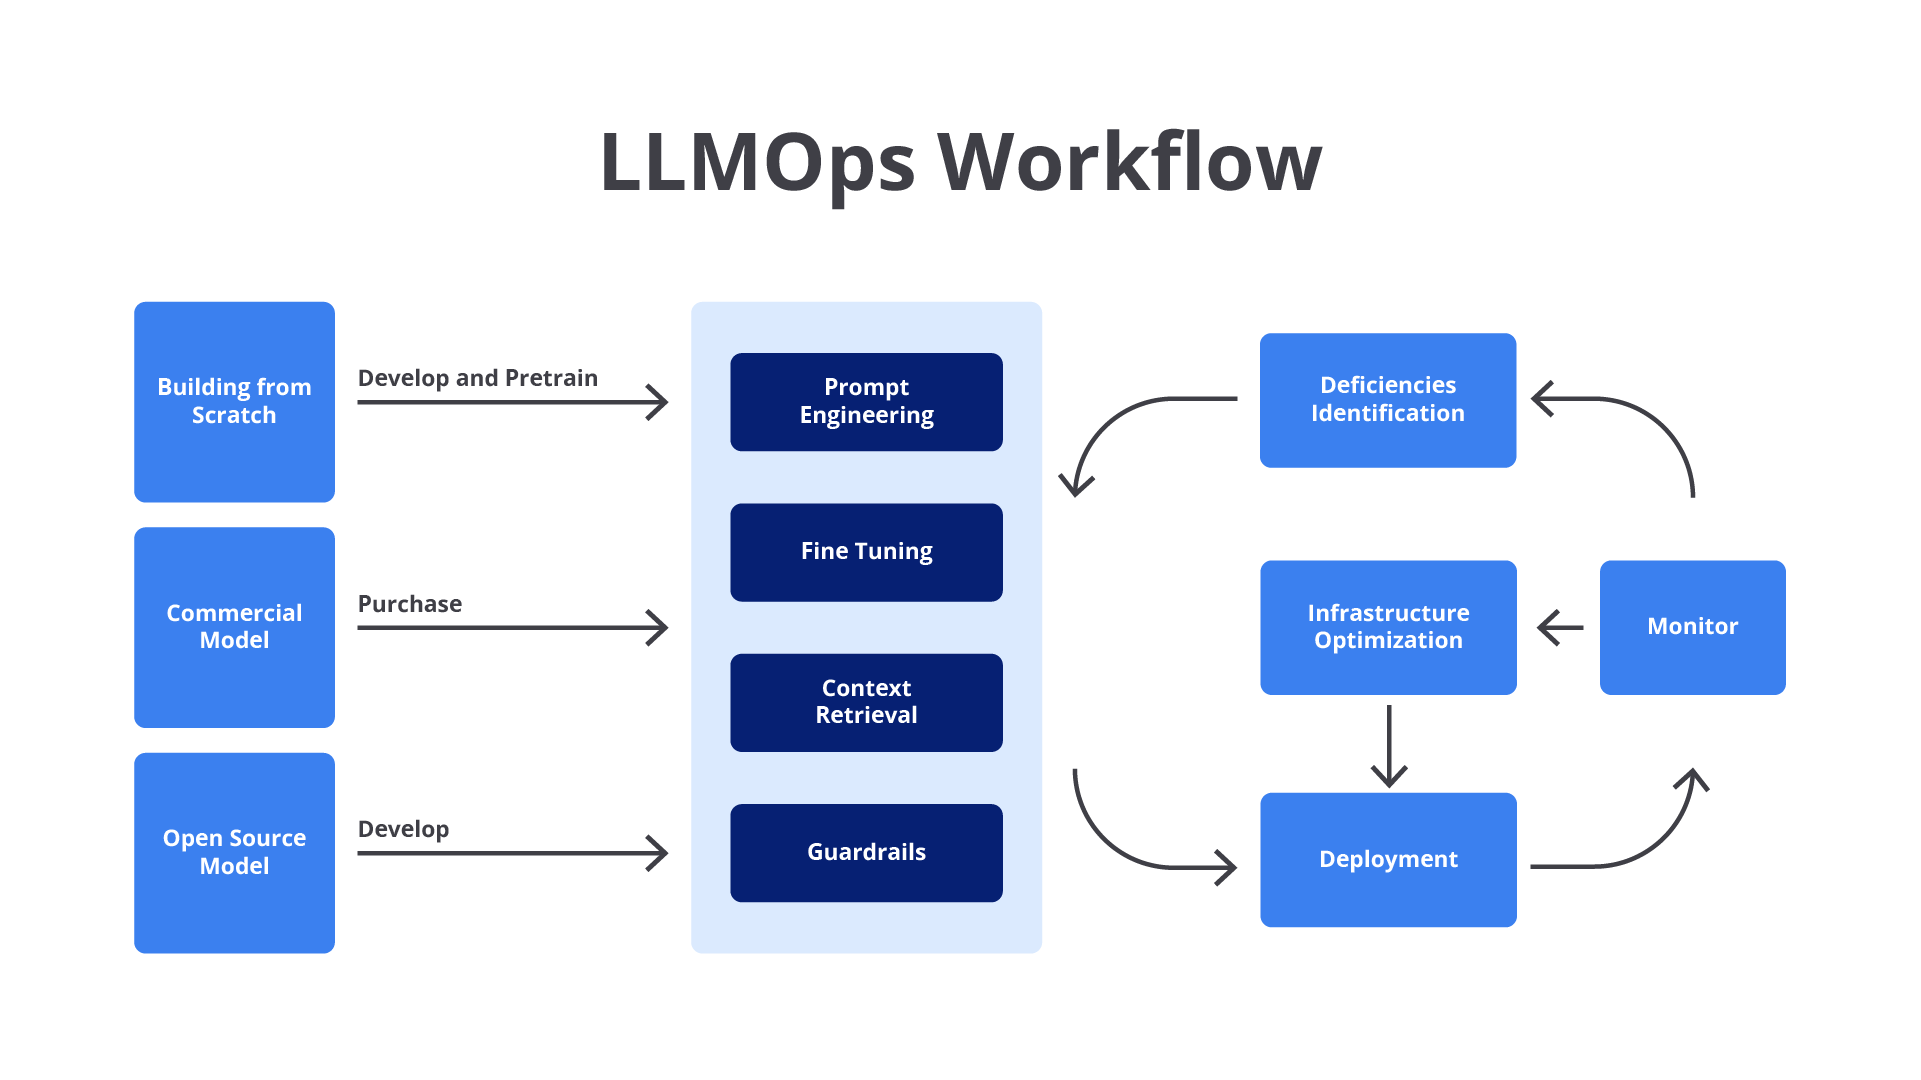 LLMOps Workflow
Building from
Scratch
Develop and Pretrain
Commercial
Model
Purchase
Open Source
Model
Develop
Prompt
Engineering
Fine Tuning
Context
Retrieval
Guardrails
Deficiencies
Identification
Infrastructure
Optimization
Monitor
Deployment